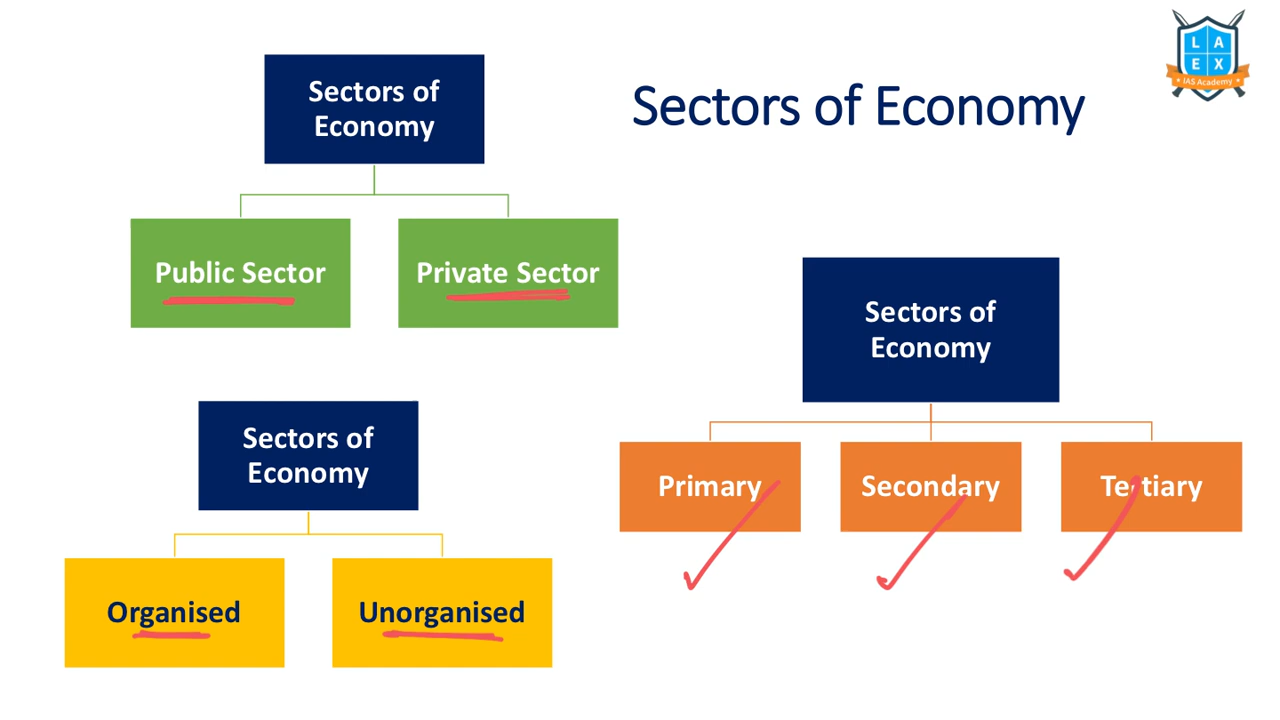 Sectors of Economy
L A
E X
IAS Academy
Sectors of
Economy
Public Sector
Private Sector
Sectors of
Economy
Organised
Unorganised
Sectors of
Economy
Primary
Secondary
Tertiary